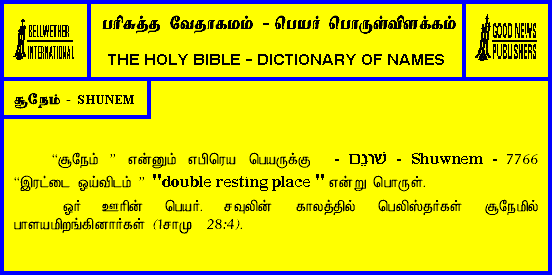 BELLWETHER
INTERNATIONAL
பரிசுத்த வேதாகமம் - பெயர் பொருள்விளக்கம்
THE HOLY BIBLE - DICTIONARY OF NAMES
GOOD NEWS
PUBLISHERS
சூநேம் - SHUNEM
“சூநேம் ” என்னும் எபிரெய பெயருக்கு - שׁוּנֵם - Shuwnem - 7766
“இரட்டை ஓய்விடம் ” "double resting place " என்று பொருள்.
ஓர் ஊரின் பெயர். சவுலின் காலத்தில் பெலிஸ்தர்கள் சூநேமில்
பாளயமிறங்கினார்கள் (1சாமு 28:4).